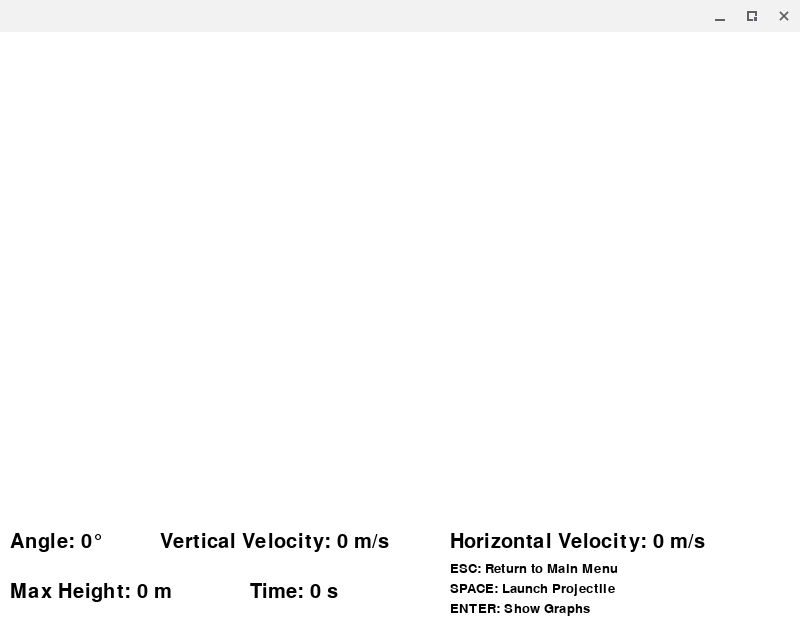 Angle: 0° Vertical Velocity: 0 m/s Horizontal Velocity: 0 m/s
ESC: Return to Main Menu
Max Height: 0 m Time: 0 s SPACE: Launch Projectile
ENTER: Show Graphs